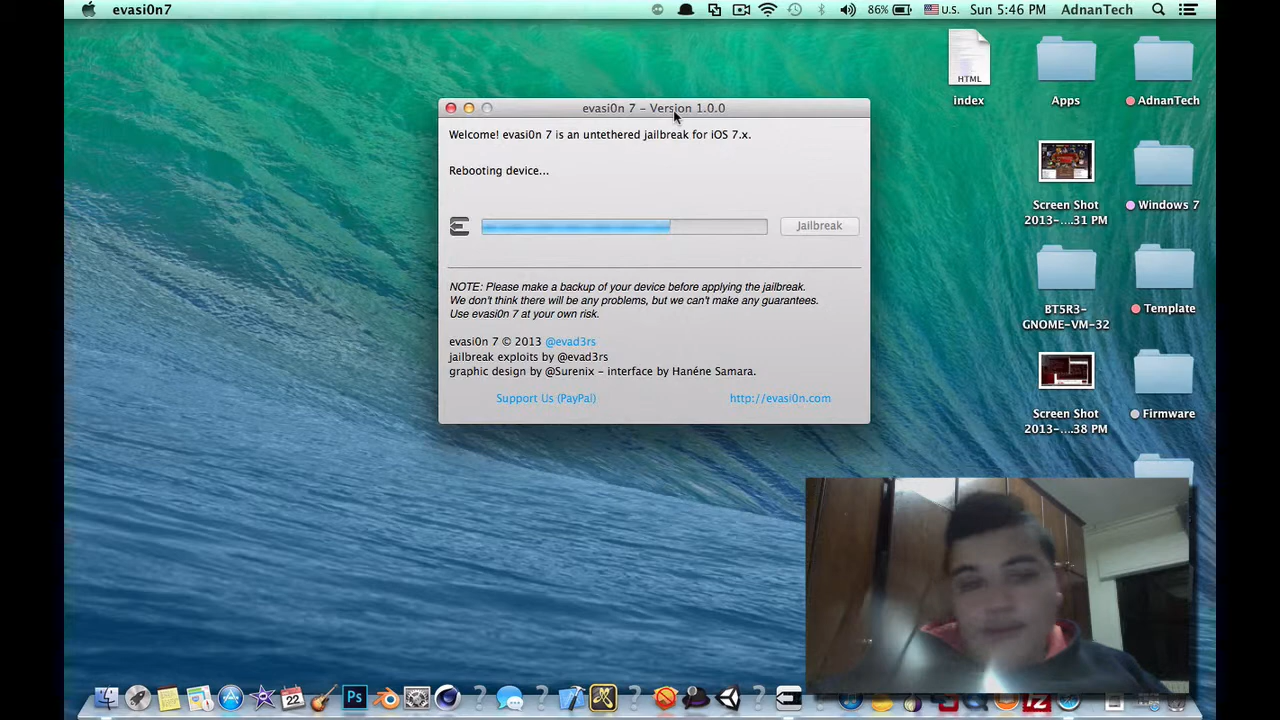 evasi0n7
86%
U.S.
Sun 5:46 PM
AdnanTech
evasi0n 7 – Version 1.0.0
Welcome! evasi0n 7 is an untethered jailbreak for iOS 7.x.
Rebooting device...
Jailbreak
NOTE: Please make a backup of your device before applying the jailbreak.
We don't think there will be any problems, but we can't make any guarantees.
Use evasi0n 7 at your own risk.
evasi0n 7 © 2013 @evad3rs
jailbreak exploits by @evad3rs
graphic design by @Surenix – interface by Hanéne Samara.
Support Us (PayPal)
http://evasi0n.com
HTML
index
Apps
AdnanTech
Screen Shot
2013-....31 PM
Windows 7
BT5R3-
GNOME-VM-32
Template
Screen Shot
2013-....38 PM
Firmware
22
Ps